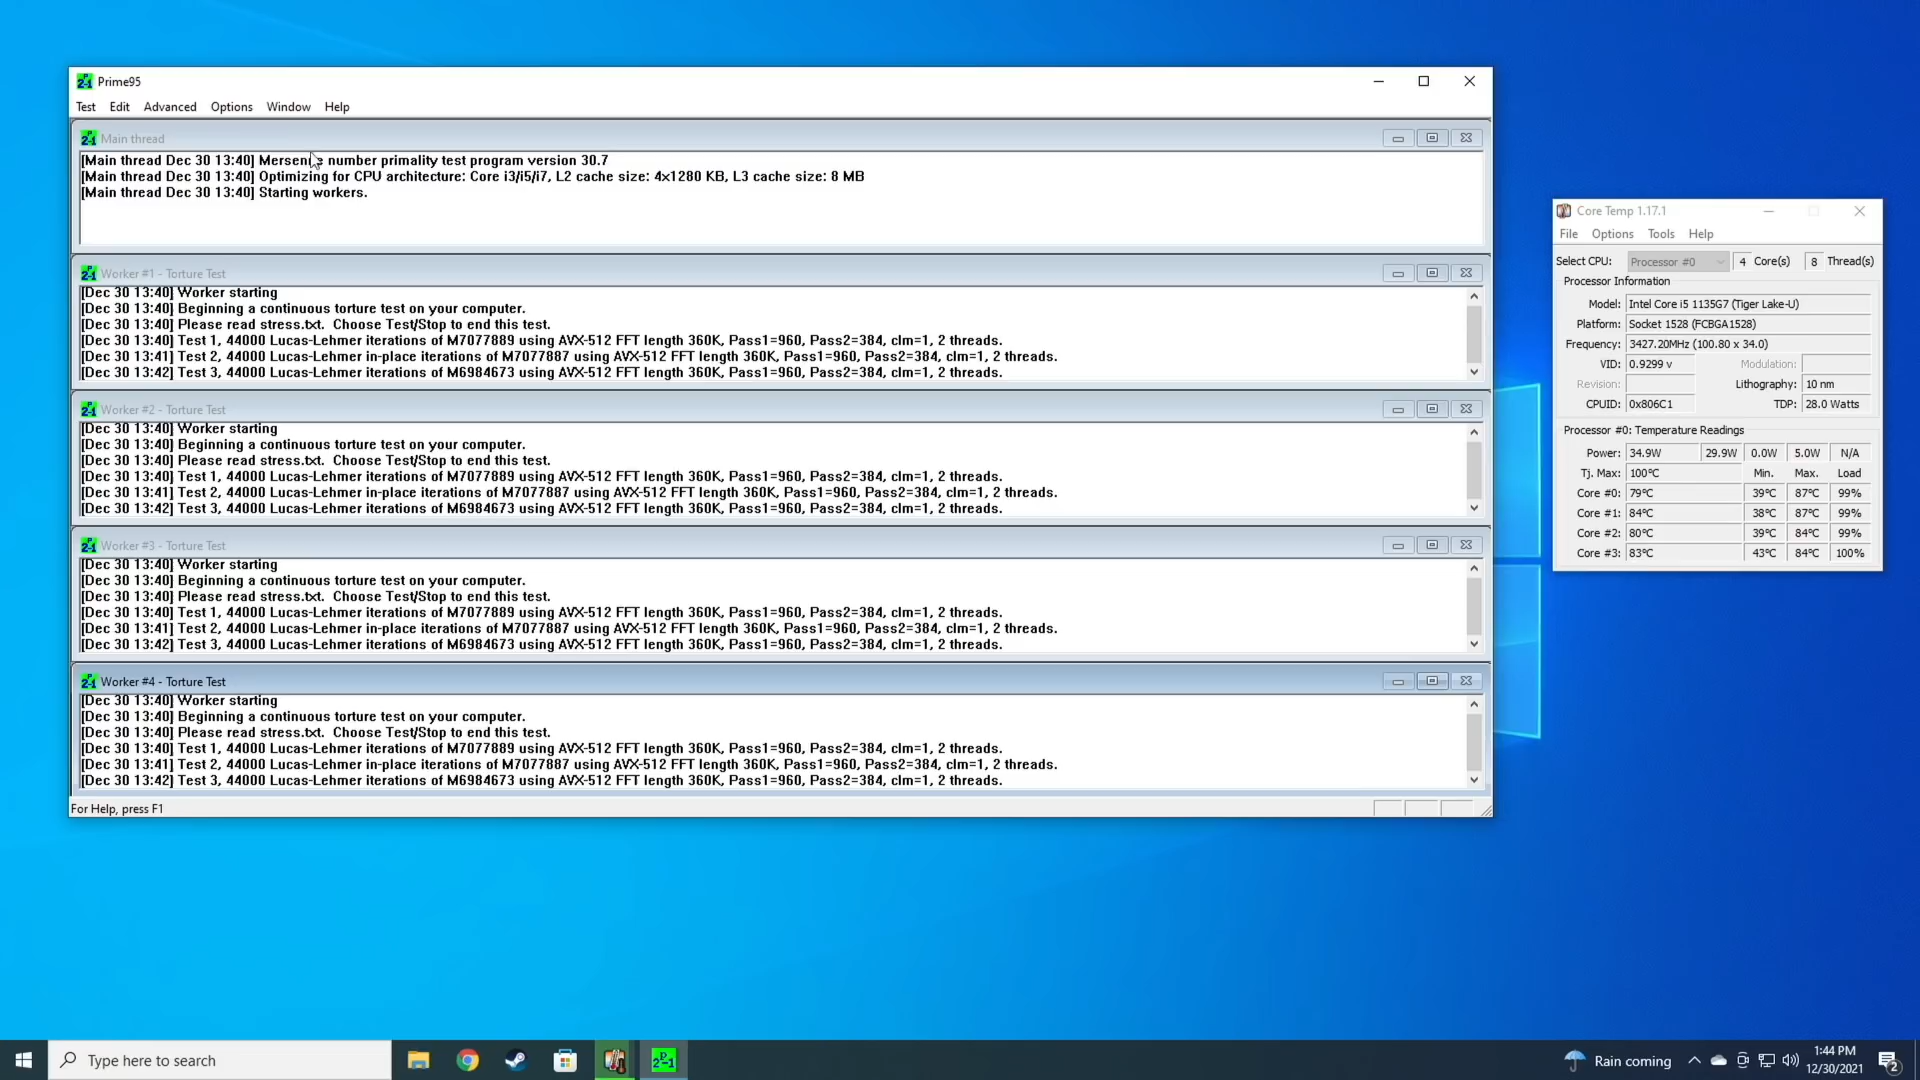 Prime95
Test Edit Advanced Options Window Help
Main thread
[Main thread Dec 30 13:40] Mersenne number primality test program version 30.7
[Main thread Dec 30 13:40] Optimizing for CPU architecture: Core i3/i5/i7, L2 cache size: 4x1280 KB, L3 cache size: 8 MB
[Main thread Dec 30 13:40] Starting workers.
Worker #1 - Torture Test
[Dec 30 13:40] Worker starting
[Dec 30 13:40] Beginning a continuous torture test on your computer.
[Dec 30 13:40] Please read stress.txt.  Choose Test/Stop to end this test.
[Dec 30 13:40] Test 1, 44000 Lucas-Lehmer iterations of M7077889 using AVX-512 FFT length 360K, Pass1=960, Pass2=384, clm=1, 2 threads.
[Dec 30 13:41] Test 2, 44000 Lucas-Lehmer in-place iterations of M7077887 using AVX-512 FFT length 360K, Pass1=960, Pass2=384, clm=1, 2 threads.
[Dec 30 13:42] Test 3, 44000 Lucas-Lehmer iterations of M6984673 using AVX-512 FFT length 360K, Pass1=960, Pass2=384, clm=1, 2 threads.
Worker #2 - Torture Test
[Dec 30 13:40] Worker starting
[Dec 30 13:40] Beginning a continuous torture test on your computer.
[Dec 30 13:40] Please read stress.txt.  Choose Test/Stop to end this test.
[Dec 30 13:40] Test 1, 44000 Lucas-Lehmer iterations of M7077889 using AVX-512 FFT length 360K, Pass1=960, Pass2=384, clm=1, 2 threads.
[Dec 30 13:41] Test 2, 44000 Lucas-Lehmer in-place iterations of M7077887 using AVX-512 FFT length 360K, Pass1=960, Pass2=384, clm=1, 2 threads.
[Dec 30 13:42] Test 3, 44000 Lucas-Lehmer iterations of M6984673 using AVX-512 FFT length 360K, Pass1=960, Pass2=384, clm=1, 2 threads.
Worker #3 - Torture Test
[Dec 30 13:40] Worker starting
[Dec 30 13:40] Beginning a continuous torture test on your computer.
[Dec 30 13:40] Please read stress.txt.  Choose Test/Stop to end this test.
[Dec 30 13:40] Test 1, 44000 Lucas-Lehmer iterations of M7077889 using AVX-512 FFT length 360K, Pass1=960, Pass2=384, clm=1, 2 threads.
[Dec 30 13:41] Test 2, 44000 Lucas-Lehmer in-place iterations of M7077887 using AVX-512 FFT length 360K, Pass1=960, Pass2=384, clm=1, 2 threads.
[Dec 30 13:42] Test 3, 44000 Lucas-Lehmer iterations of M6984673 using AVX-512 FFT length 360K, Pass1=960, Pass2=384, clm=1, 2 threads.
Worker #4 - Torture Test
[Dec 30 13:40] Worker starting
[Dec 30 13:40] Beginning a continuous torture test on your computer.
[Dec 30 13:40] Please read stress.txt.  Choose Test/Stop to end this test.
[Dec 30 13:40] Test 1, 44000 Lucas-Lehmer iterations of M7077889 using AVX-512 FFT length 360K, Pass1=960, Pass2=384, clm=1, 2 threads.
[Dec 30 13:41] Test 2, 44000 Lucas-Lehmer in-place iterations of M7077887 using AVX-512 FFT length 360K, Pass1=960, Pass2=384, clm=1, 2 threads.
[Dec 30 13:42] Test 3, 44000 Lucas-Lehmer iterations of M6984673 using AVX-512 FFT length 360K, Pass1=960, Pass2=384, clm=1, 2 threads.
For Help, press F1
Core Temp 1.17.1
File Options Tools Help
Select CPU: Processor #0 4 Core(s) 8 Thread(s)
Processor Information
Model: Intel Core i5 1135G7 (Tiger Lake-U)
Platform: Socket 1528 (FCBGA1528)
Frequency: 3427.20MHz (100.80 x 34.0)
VID: 0.9299 v Modulation:
Revision: Lithography: 10 nm
CPUID: 0x806C1 TDP: 28.0 Watts
Processor #0: Temperature Readings
Power: 34.9W 29.9W 0.0W 5.0W N/A
Tj. Max: 100°C Min. Max. Load
Core #0: 79°C 39°C 87°C 99%
Core #1: 84°C 38°C 87°C 99%
Core #2: 80°C 39°C 84°C 99%
Core #3: 83°C 43°C 84°C 100%
Type here to search
Rain coming
1:44 PM
12/30/2021
2